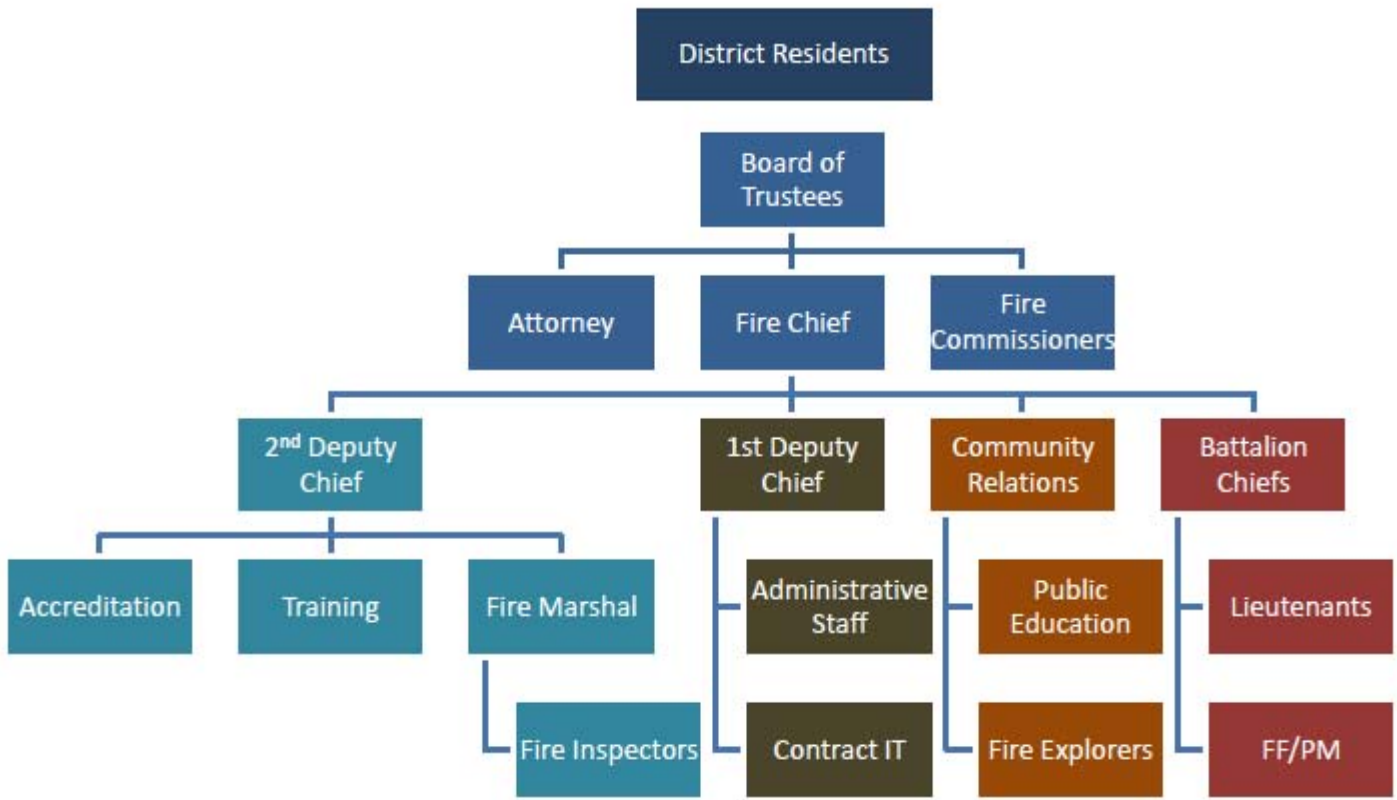 District Residents
Board of
Trustees
Attorney
Fire Chief
Fire
Commissioners
2nd Deputy
Chief
1st Deputy
Chief
Community
Relations
Battalion
Chiefs
Accreditation
Training
Fire Marshal
Administrative
Staff
Public
Education
Lieutenants
Fire Inspectors
Contract IT
Fire Explorers
FF/PM